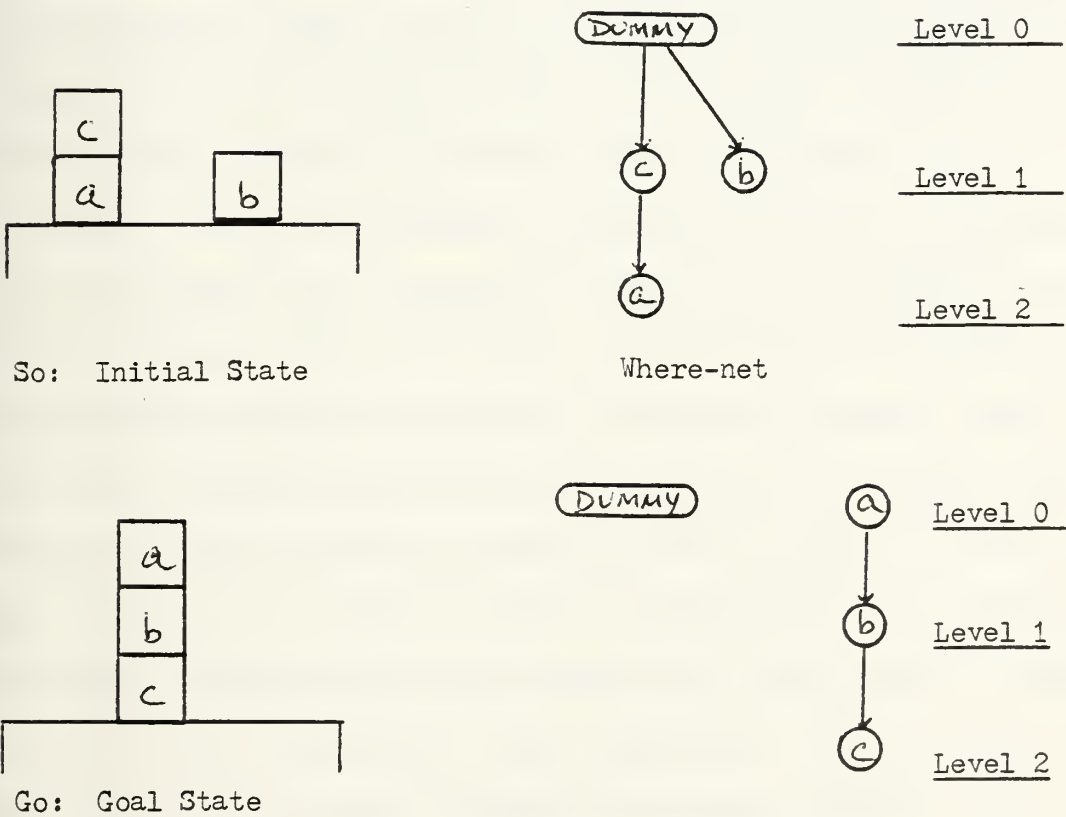 DUMMY Level 0
c
a b
c b Level 1
a Level 2
So: Initial State Where-net
DUMMY a Level 0
a
b b Level 1
c
c Level 2
Go: Goal State